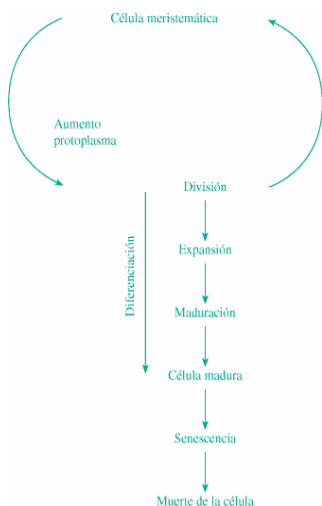 Célula meristemática
Aumento
protoplasma
División
Expansión
Diferenciación
Maduración
Célula madura
Senescencia
Muerte de la célula